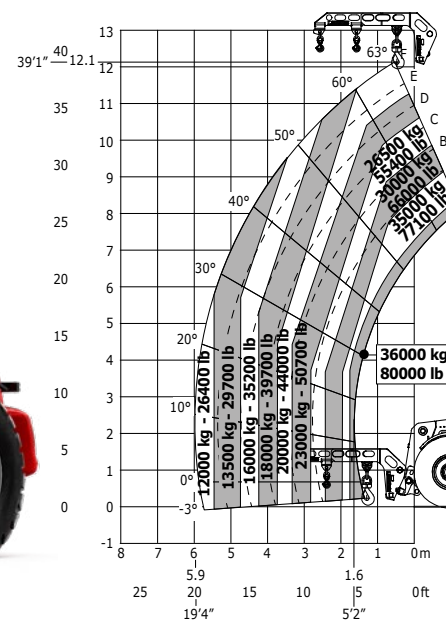 13
40
63°
F
39'1" 12.1
12
E
60°
35
11
D
C
50°
10
B
26500 kg
55400 lb
30000 kg
66000 lb
35000 kg
77100 lb
30
9
40°
8
25
7
30°
20
6
5
15
20°
4
36000 kg
80000 lb
10
3
10°
2
5
1
0°
0
0
-3°
-1
12000 kg - 26400 lb
13500 kg - 29700 lb
16000 kg - 35200 lb
18000 kg - 39700 lb
20000 kg - 44000 lb
23000 kg - 50700 lb
8 7 6 5 4 3 2 1 0m
5.9 1.6
25 20 15 10 5 0ft
19'4" 5'2"